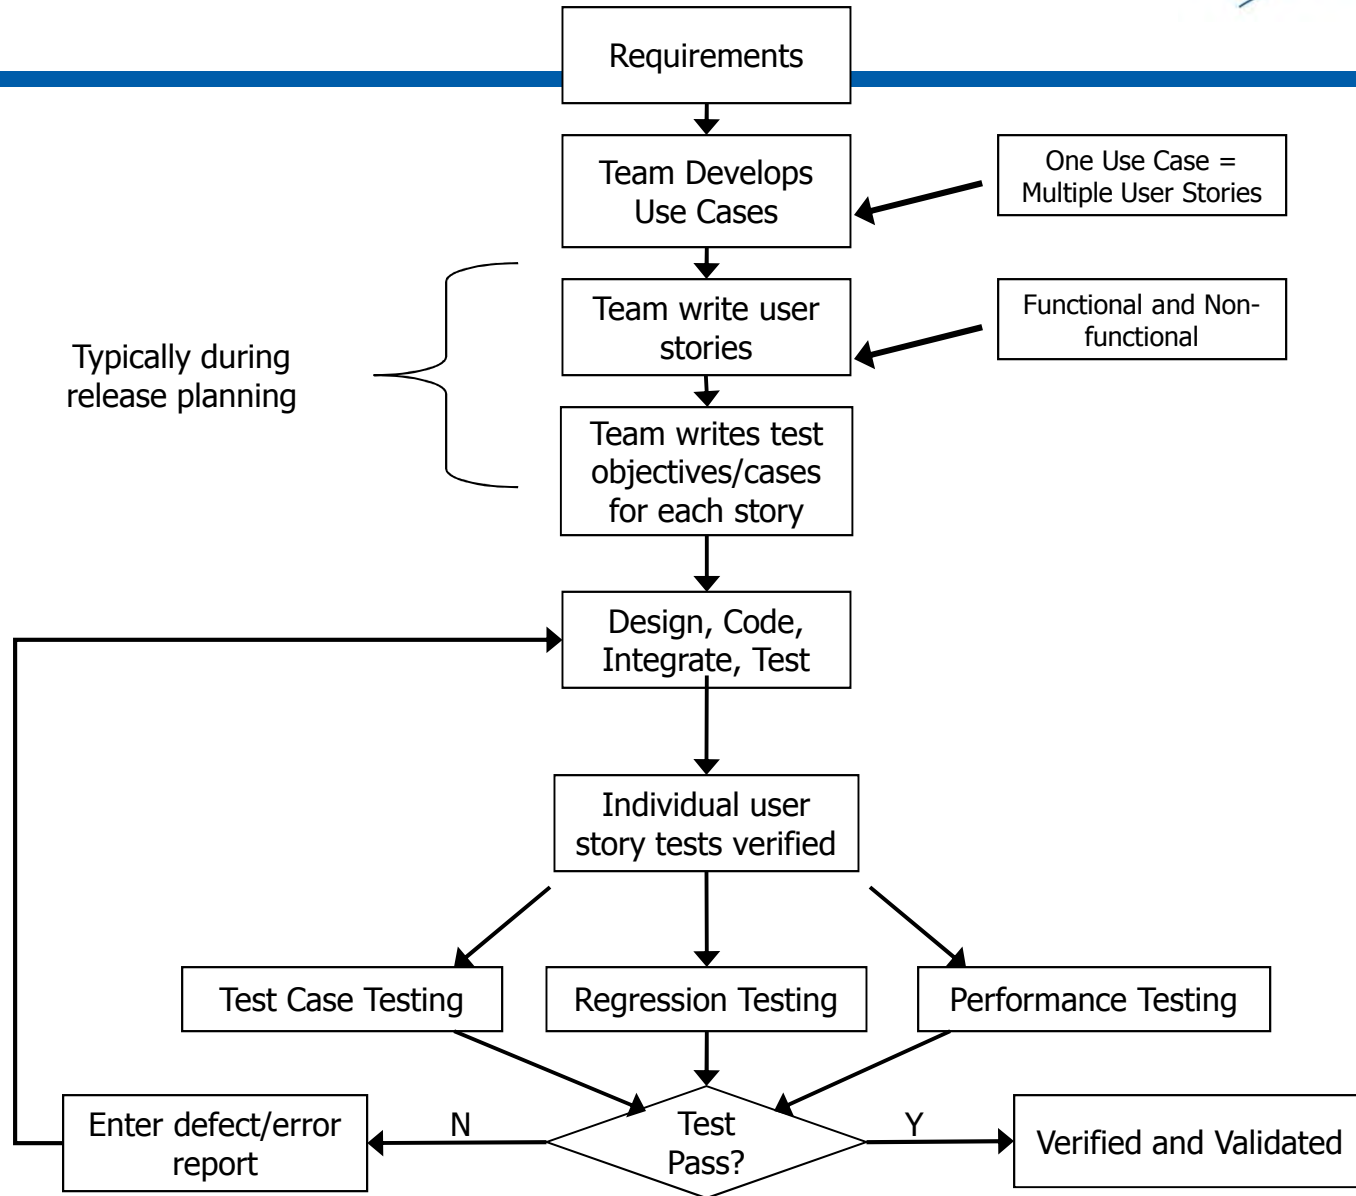 Requirements
Team Develops
Use Cases
One Use Case =
Multiple User Stories
Team write user
stories
Functional and Non-
functional
Typically during
release planning
Team writes test
objectives/cases
for each story
Design, Code,
Integrate, Test
Individual user
story tests verified
Test Case Testing
Regression Testing
Performance Testing
Enter defect/error
report
N
Test
Pass?
Y
Verified and Validated